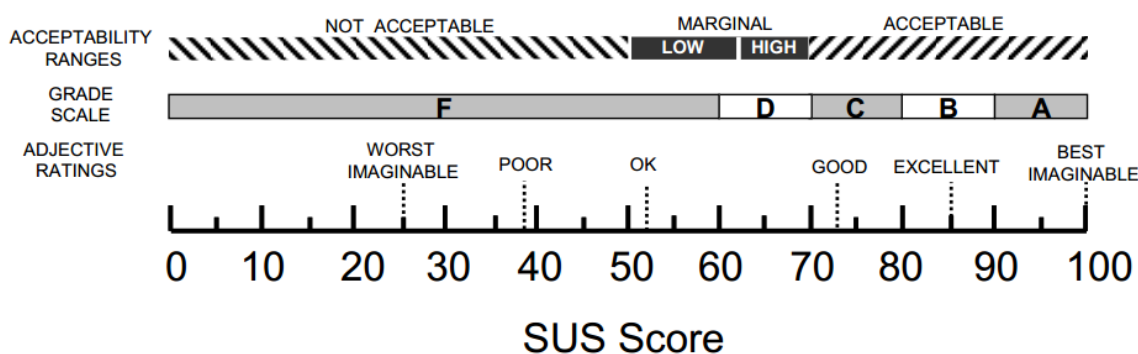 NOT ACCEPTABLE MARGINAL ACCEPTABLE
ACCEPTABILITY
RANGES
LOW HIGH
GRADE
SCALE
F D C B A
ADJECTIVE
RATINGS
WORST
IMAGINABLE
POOR
OK
GOOD
EXCELLENT
BEST
IMAGINABLE
0 10 20 30 40 50 60 70 80 90 100
SUS Score